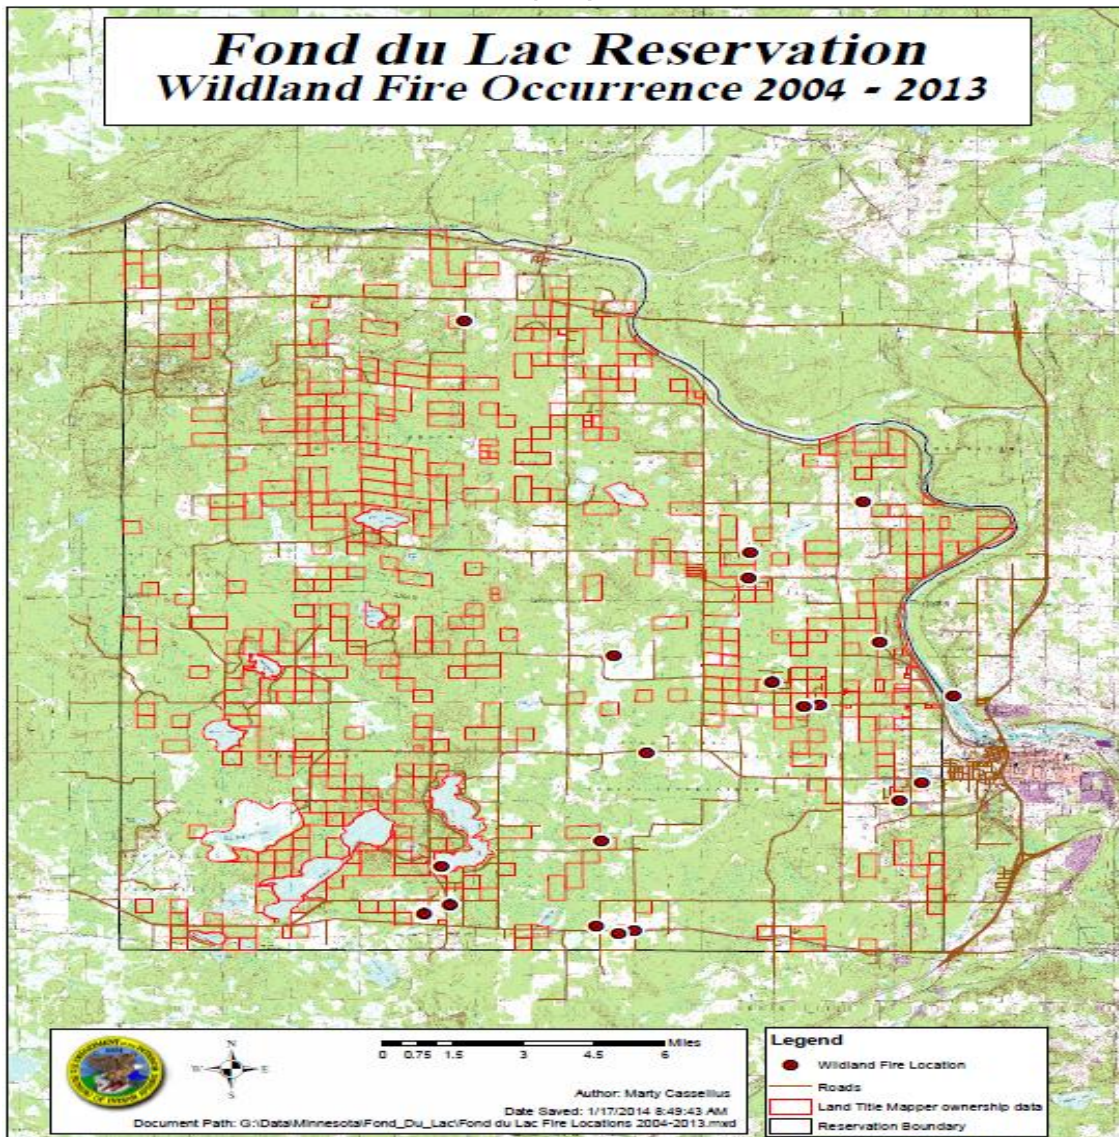 Fond du Lac Reservation
Wildland Fire Occurrence 2004 - 2013
N
W E
S
0 0.75 1.5 3 4.5 6 Miles
Author: Marty Cassellius
Date Saved: 1/17/2014 8:49:43 AM
Document Path: G:\Data\Minnesota\Fond_Du_Lac\Fond du Lac Fire Locations 2004-2013.mxd
Legend
Wildland Fire Location
Roads
Land Title Mapper ownership data
Reservation Boundary